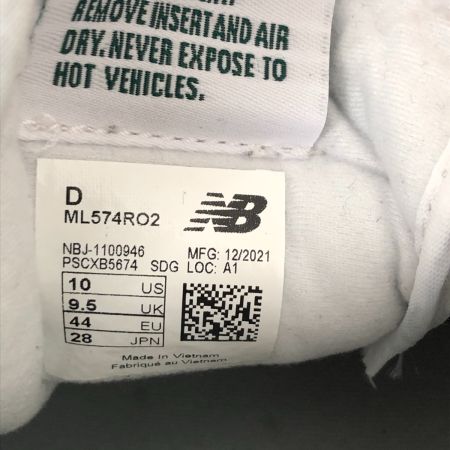 REMOVE INSERT AND AIR
DRY. NEVER EXPOSE TO
HOT VEHICLES.
D
ML574RO2
NB
NBJ-1100946 MFG: 12/2021
PSCXB5674 SDG LOC: A1
10 US
9.5 UK
44 EU
28 JPN
Made in Vietnam
Fabriqué au Vietnam